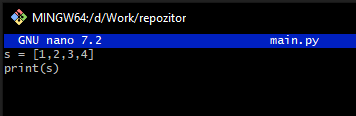 MINGW64:/d/Work/repozitor
GNU nano 7.2 main.py
s = [1,2,3,4]
print(s)